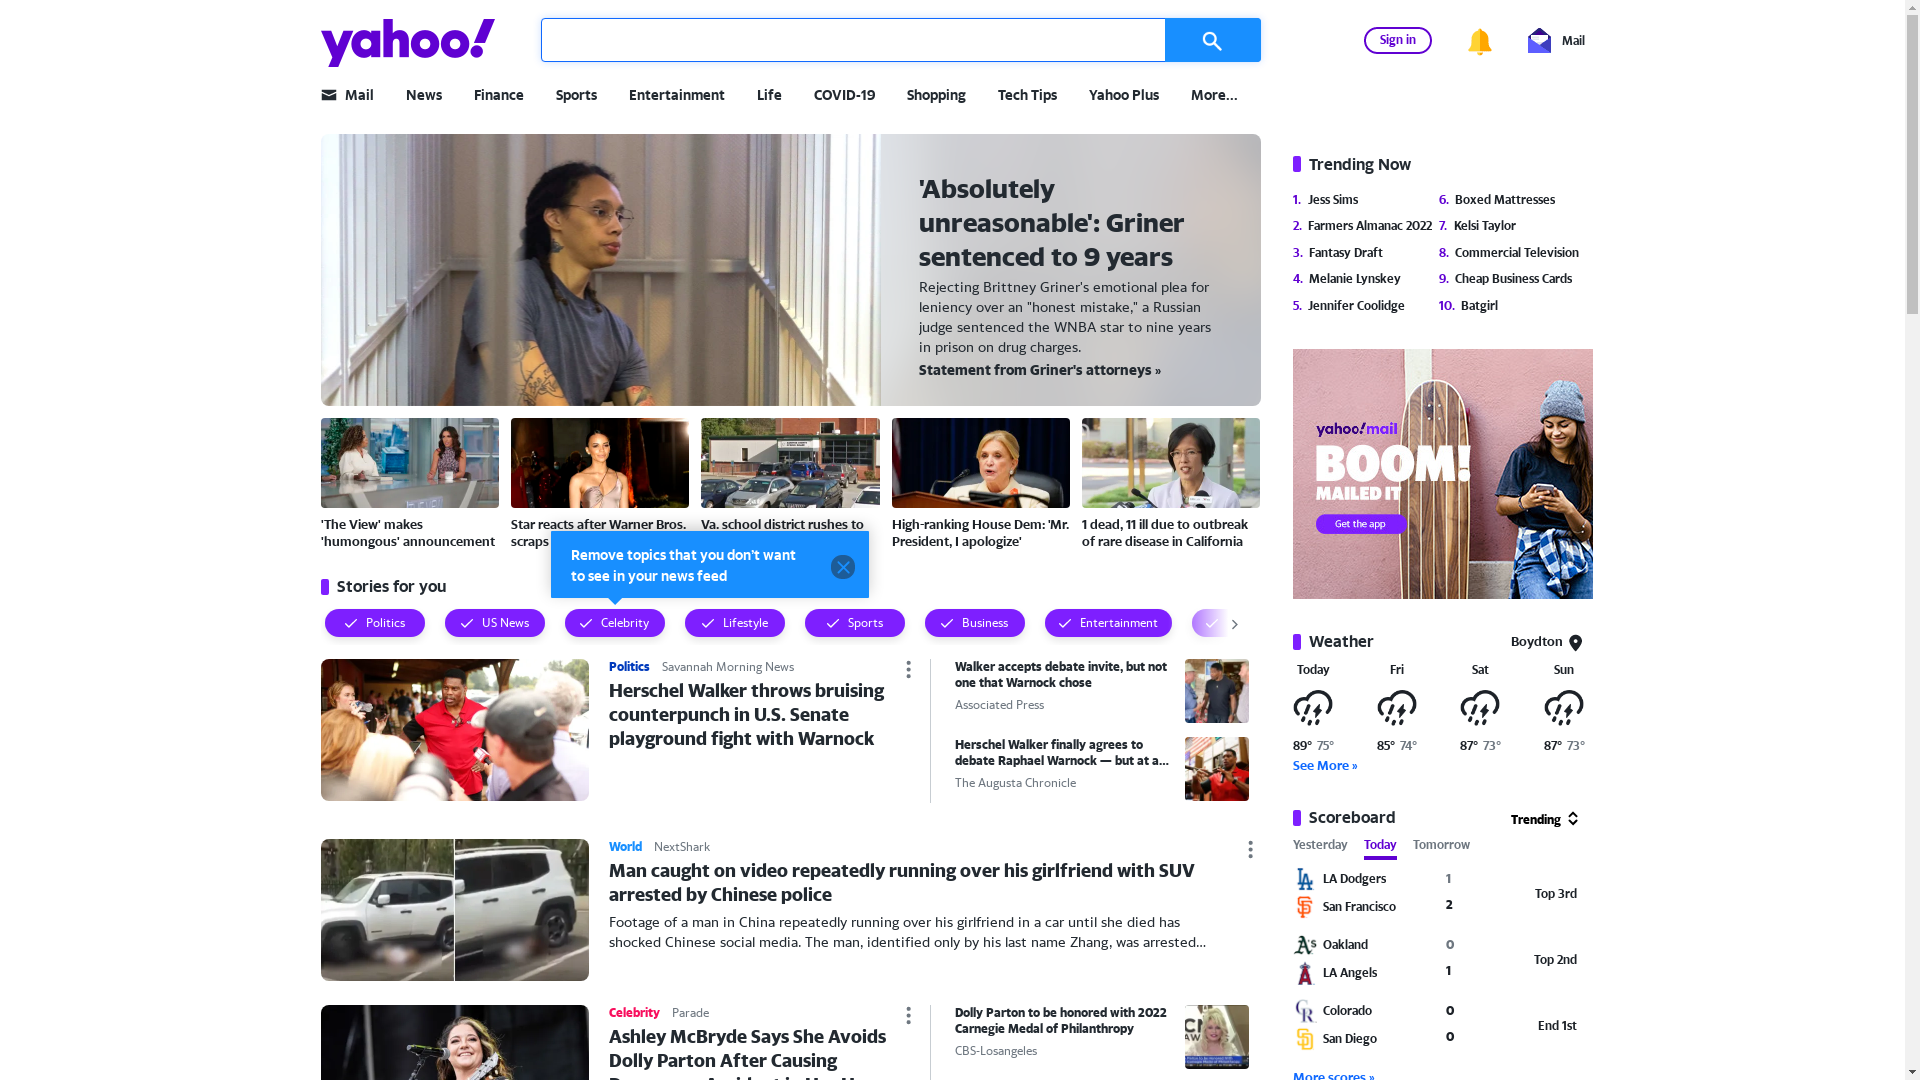 yahoo!
Sign in
Mail
Mail
News
Finance
Sports
Entertainment
Life
COVID-19
Shopping
Tech Tips
Yahoo Plus
More...
'Absolutely
unreasonable': Griner
sentenced to 9 years
Rejecting Brittney Griner's emotional plea for
leniency over an "honest mistake," a Russian
judge sentenced the WNBA star to nine years
in prison on drug charges.
Statement from Griner's attorneys »
'The View' makes
'humongous' announcement
Star reacts after Warner Bros.
scraps
Va. school district rushes to
High-ranking House Dem: 'Mr.
President, I apologize'
1 dead, 11 ill due to outbreak
of rare disease in California
Remove topics that you don't want
to see in your news feed
Stories for you
Politics
US News
Celebrity
Lifestyle
Sports
Business
Entertainment
Politics Savannah Morning News
Herschel Walker throws bruising
counterpunch in U.S. Senate
playground fight with Warnock
Walker accepts debate invite, but not
one that Warnock chose
Associated Press
Herschel Walker finally agrees to
debate Raphael Warnock — but at a...
The Augusta Chronicle
World NextShark
Man caught on video repeatedly running over his girlfriend with SUV
arrested by Chinese police
Footage of a man in China repeatedly running over his girlfriend in a car until she died has
shocked Chinese social media. The man, identified only by his last name Zhang, was arrested...
Celebrity Parade
Ashley McBryde Says She Avoids
Dolly Parton After Causing
Dolly Parton to be honored with 2022
Carnegie Medal of Philanthropy
CBS-Losangeles
Trending Now
1. Jess Sims
2. Farmers Almanac 2022
3. Fantasy Draft
4. Melanie Lynskey
5. Jennifer Coolidge
6. Boxed Mattresses
7. Kelsi Taylor
8. Commercial Television
9. Cheap Business Cards
10. Batgirl
yahoo!mail
BOOM!
MAILED IT
Get the app
Weather
Boydton
Today Fri Sat Sun
89° 75° 85° 74° 87° 73° 87° 73°
See More »
Scoreboard
Trending
Yesterday Today Tomorrow
LA Dodgers 1
San Francisco 2
Top 3rd
Oakland 0
LA Angels 1
Top 2nd
Colorado 0
San Diego 0
End 1st
More scores »